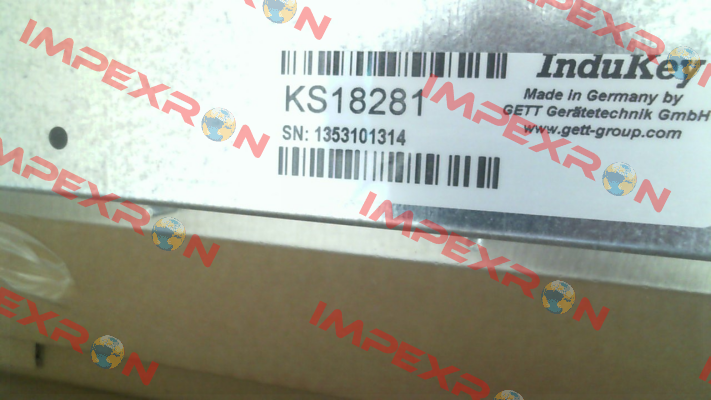 InduKey
KS18281
Made in Germany by
GETT Gerätetechnik GmbH
SN: 1353101314
www.gett-group.com
IMPEXRON
IMPEXRON
IMPEXRON
IMPEXRON
IMPEXRON
IMPEXRON
IMPEXRON